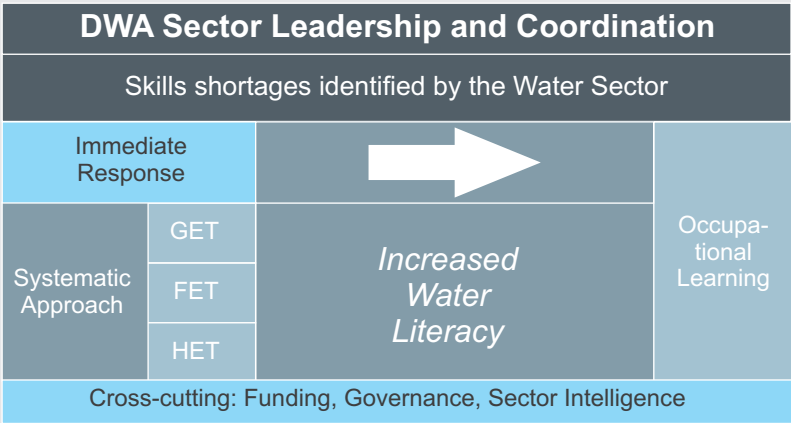 DWA Sector Leadership and Coordination
Skills shortages identified by the Water Sector
Immediate
Response
Systematic
Approach
GET
FET
HET
Increased
Water
Literacy
Occupa-
tional
Learning
Cross-cutting: Funding, Governance, Sector Intelligence